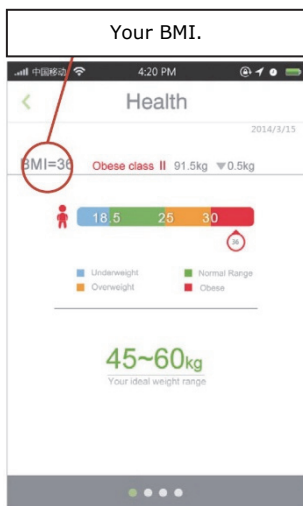 Your BMI.
中国移动 4:20 PM
Health
2014/3/15
BMI=36 Obese class II 91.5kg ▼0.5kg
18.5 25 30
36
Underweight Normal Range
Overweight Obese
45~60kg
Your ideal weight range